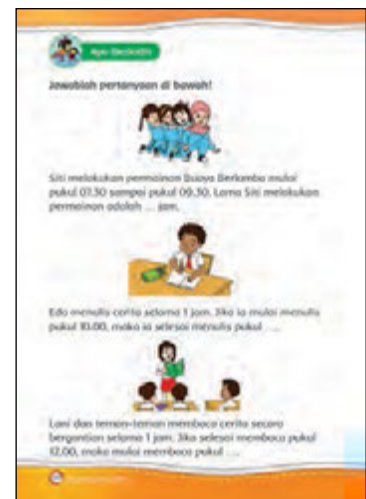 Ayo Berlatih
Jawablah pertanyaan di bawah!
Siti melakukan permainan Buaya Berlomba mulai
pukul 07.30 sampai pukul 09.30. Lama Siti melakukan
permainan adalah ... jam.
Edo menulis cerita selama 1 jam. Jika ia mulai menulis
pukul 10.00, maka ia selesai menulis pukul ....
Lani dan teman-teman membaca cerita secara
bergantian selama 1 jam. Jika selesai membaca pukul
12.00, maka mulai membaca pukul ....